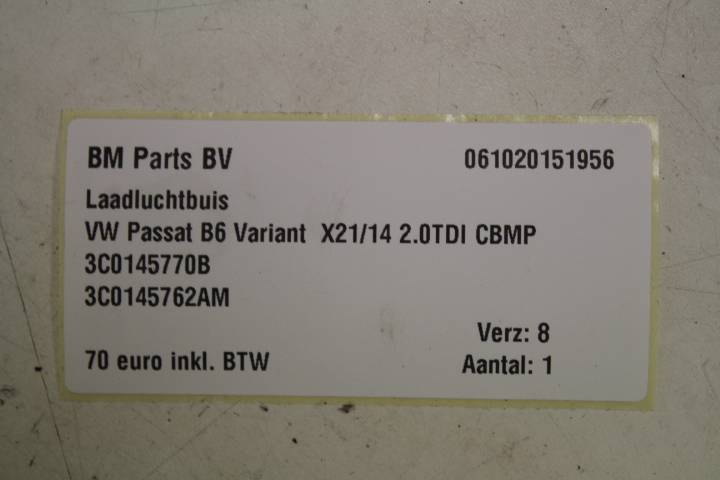 BM Parts BV 061020151956
Laadluchtbuis
VW Passat B6 Variant X21/14 2.0TDI CBMP
3C0145770B
3C0145762AM
Verz: 8
70 euro inkl. BTW Aantal: 1